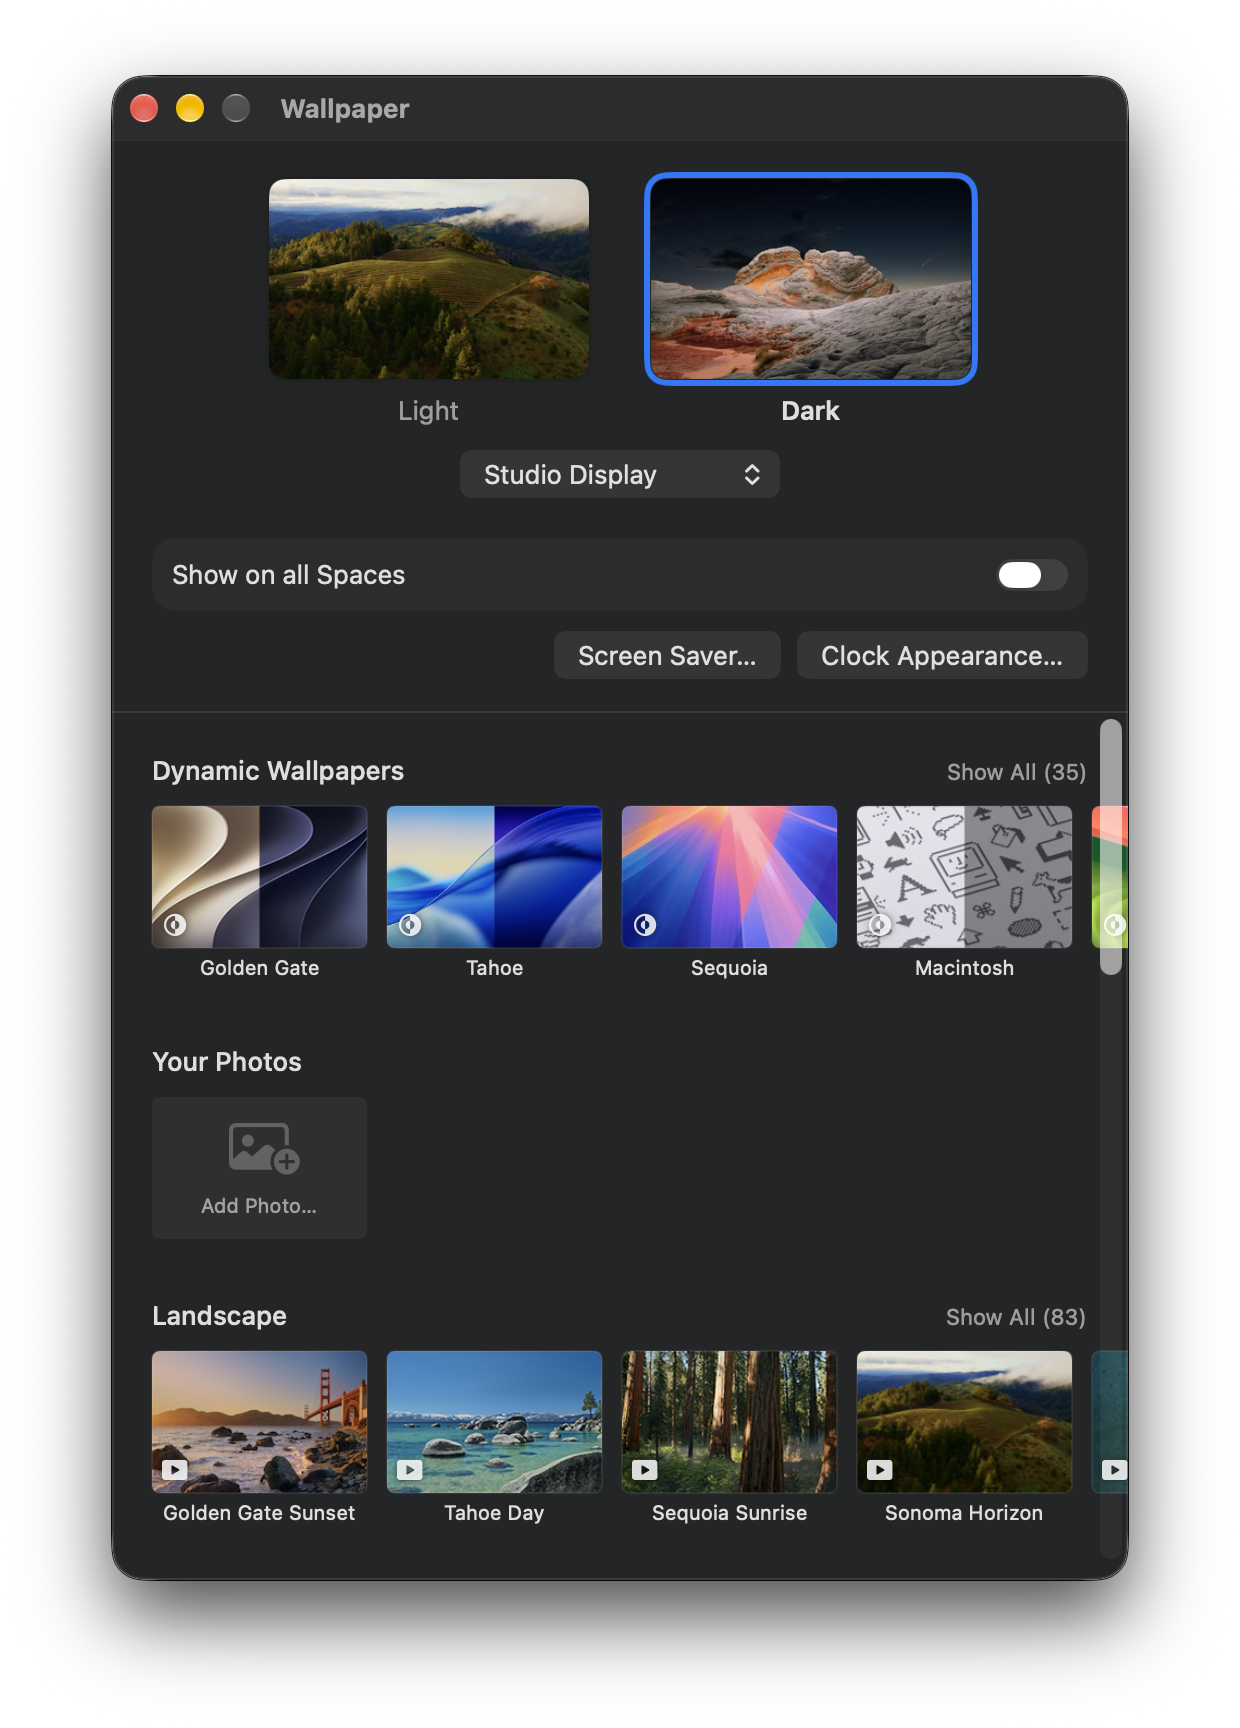 Wallpaper
Light
Dark
Studio Display
Show on all Spaces
Screen Saver...
Clock Appearance...
Dynamic Wallpapers
Show All (35)
Golden Gate
Tahoe
Sequoia
Macintosh
Your Photos
Add Photo...
Landscape
Show All (83)
Golden Gate Sunset
Tahoe Day
Sequoia Sunrise
Sonoma Horizon